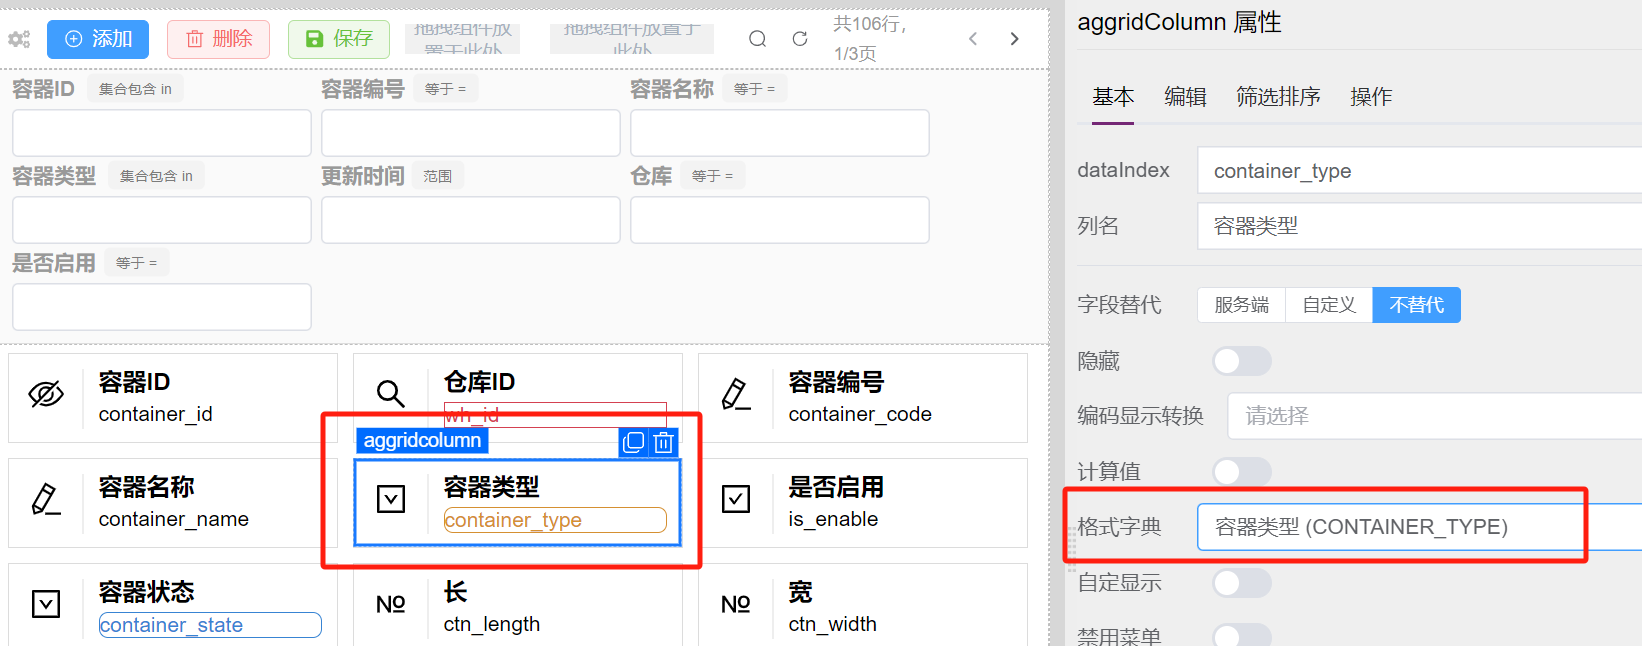 添加
删除
保存
拖拽组件放
置于此处
拖拽组件放置于
此处
共106行,
1/3页
容器ID 集合包含 in
容器编号 等于 =
容器名称 等于 =
容器类型 集合包含 in
更新时间 范围
仓库 等于 =
是否启用 等于 =
容器ID
container_id
仓库ID
wh_id
容器编号
container_code
容器名称
container_name
aggridcolumn
容器类型
container_type
是否启用
is_enable
容器状态
container_state
№
长
ctn_length
№
宽
ctn_width
aggridColumn 属性
基本 编辑 筛选排序 操作
dataIndex container_type
列名 容器类型
字段替代 服务端 自定义 不替代
隐藏
编码显示转换 请选择
计算值
格式字典 容器类型 (CONTAINER_TYPE)
自定显示
禁用菜单